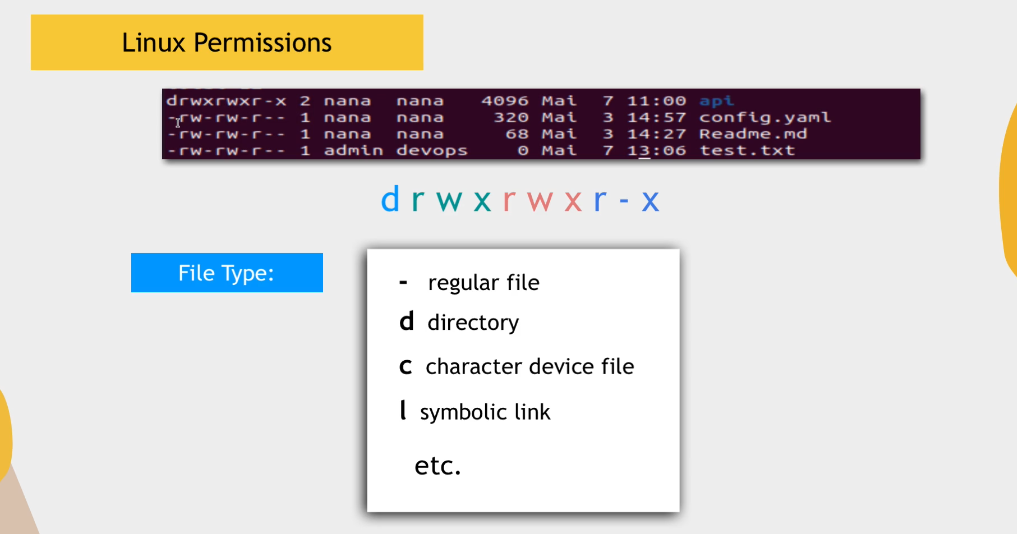 Linux Permissions
drwxrwxr-x 2 nana nana 4096 Mai 7 11:00 api
-rw-rw-r-- 1 nana nana 320 Mai 3 14:57 config.yaml
-rw-rw-r-- 1 nana nana 68 Mai 3 14:27 Readme.md
-rw-rw-r-- 1 admin devops 0 Mai 7 13:06 test.txt
d r w x r w x r - x
File Type:
- regular file
d directory
c character device file
l symbolic link
etc.